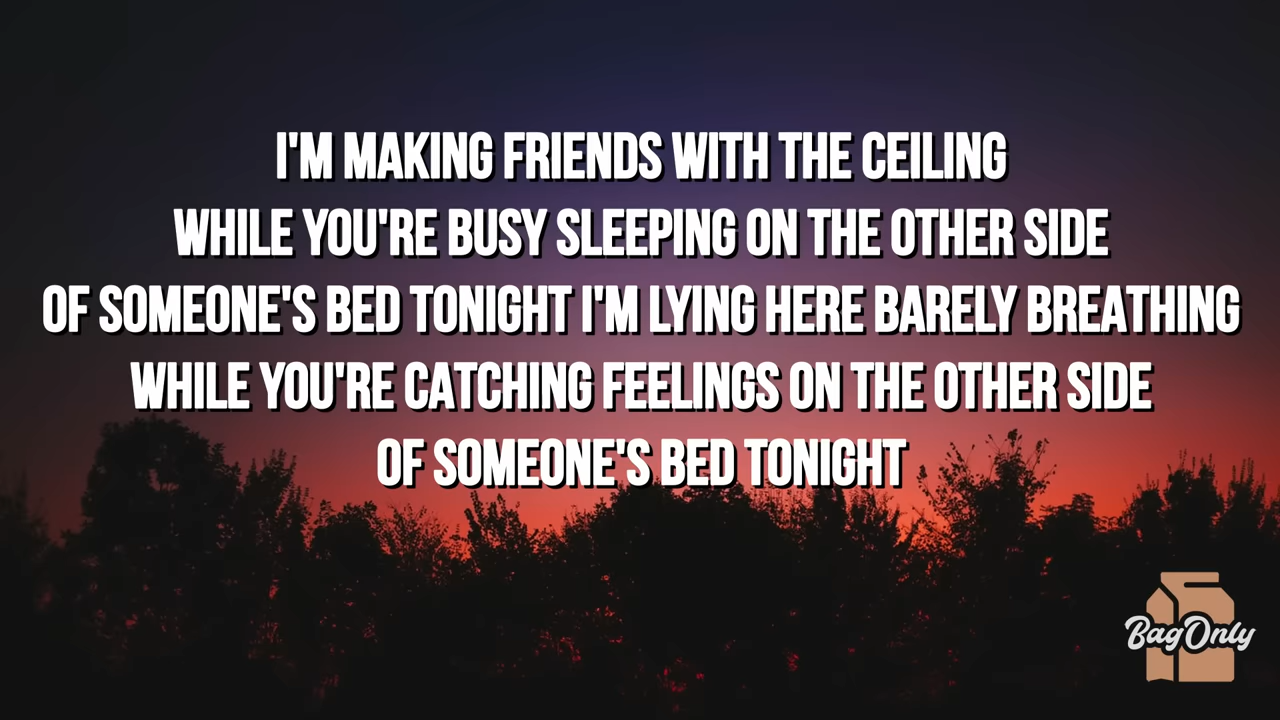 I'M MAKING FRIENDS WITH THE CEILING
WHILE YOU'RE BUSY SLEEPING ON THE OTHER SIDE
OF SOMEONE'S BED TONIGHT I'M LYING HERE BARELY BREATHING
WHILE YOU'RE CATCHING FEELINGS ON THE OTHER SIDE
OF SOMEONE'S BED TONIGHT
BagOnly